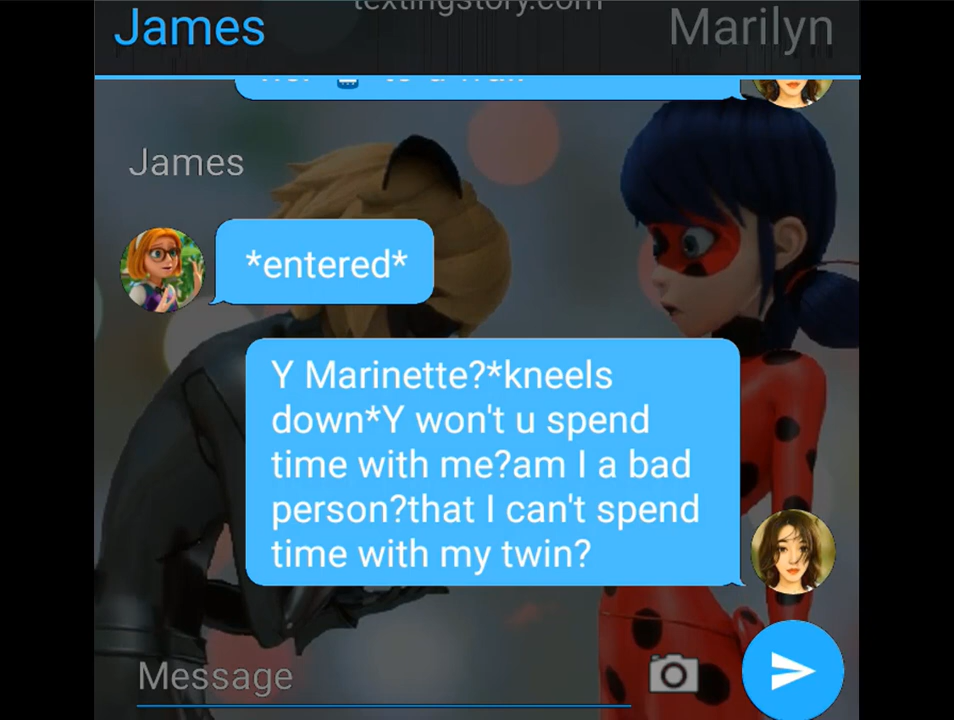 textingstory.com
James Marilyn
James
*entered*
Y Marinette?*kneels
down*Y won't u spend
time with me?am I a bad
person?that I can't spend
time with my twin?
Message